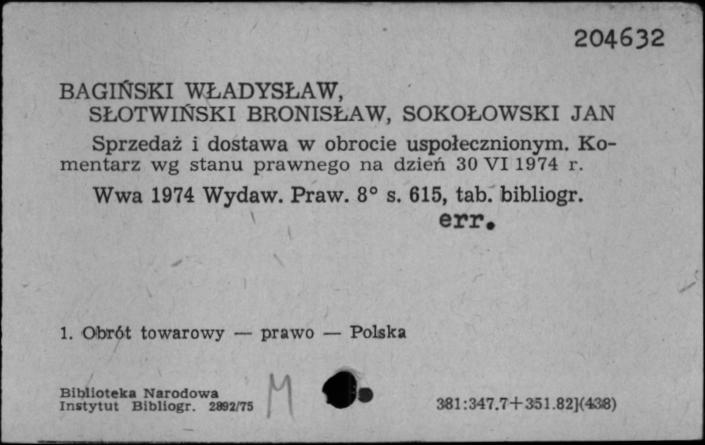 204632
BAGIŃSKI WŁADYSŁAW,
SŁOTWIŃSKI BRONISŁAW, SOKOŁOWSKI JAN
Sprzedaż i dostawa w obrocie uspołecznionym. Ko-
mentarz wg stanu prawnego na dzień 30 VI 1974 r.
Wwa 1974 Wydaw. Praw. 8° s. 615, tab. bibliogr.
err.
1. Obrót towarowy — prawo — Polska
Biblioteka Narodowa
Instytut Bibliogr. 2892/75
M
381:347.7+351.82](438)